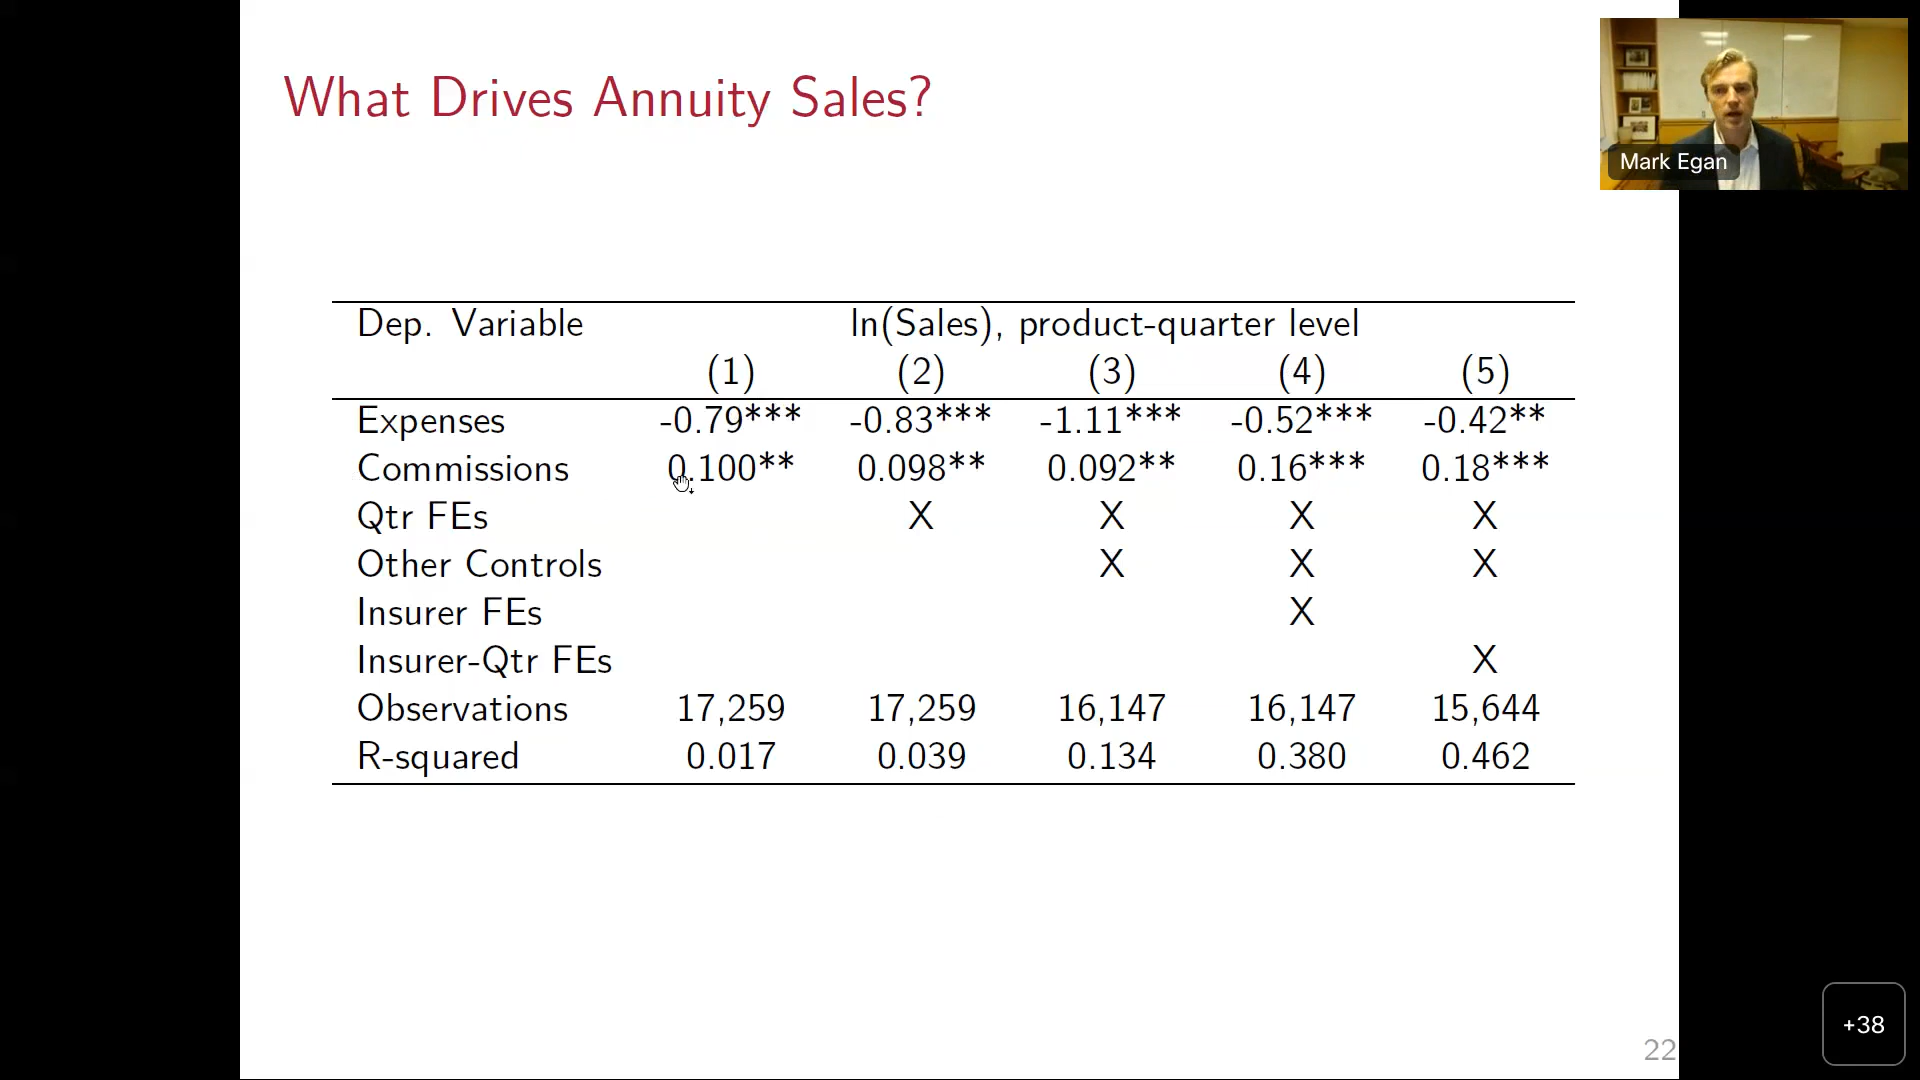 What Drives Annuity Sales?
Mark Egan
Dep. Variable ln(Sales), product-quarter level
(1) (2) (3) (4) (5)
Expenses -0.79*** -0.83*** -1.11*** -0.52*** -0.42**
Commissions 0.100** 0.098** 0.092** 0.16*** 0.18***
Qtr FEs X X X X
Other Controls X X X
Insurer FEs X
Insurer-Qtr FEs X
Observations 17,259 17,259 16,147 16,147 15,644
R-squared 0.017 0.039 0.134 0.380 0.462
+38
22